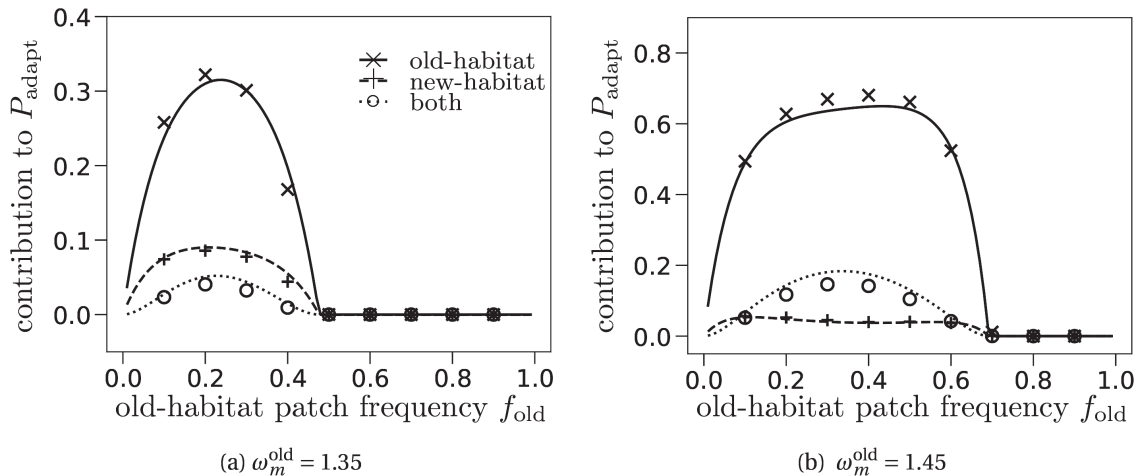 0.4
0.3
0.2
0.1
0.0
contribution to P_adapt
old-habitat
new-habitat
both
0.0 0.2 0.4 0.6 0.8 1.0
old-habitat patch frequency f_old
(a) ω_m^old = 1.35
0.8
0.6
0.4
0.2
0.0
contribution to P_adapt
0.0 0.2 0.4 0.6 0.8 1.0
old-habitat patch frequency f_old
(b) ω_m^old = 1.45